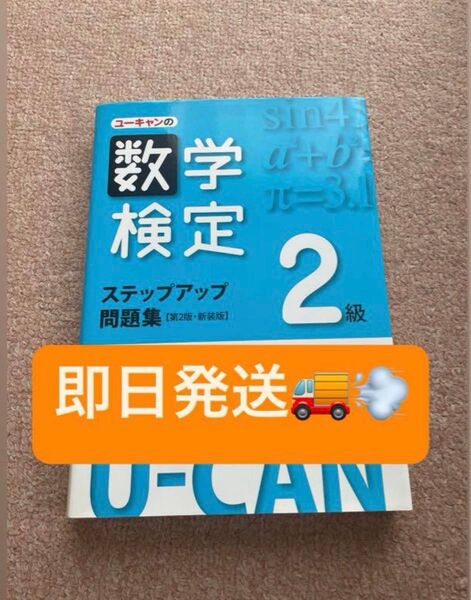 ユーキャンの
数学
検定
sin4
a²+b²
π=3.1
ステップアップ
問題集【第2版・新装版】
2級
即日発送🚚💨
U-CAN